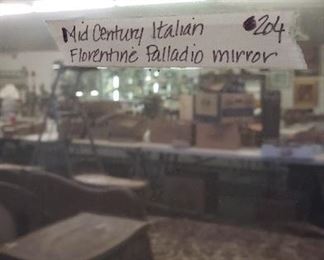 Mid Century Italian #204
Florentine Palladio mirror